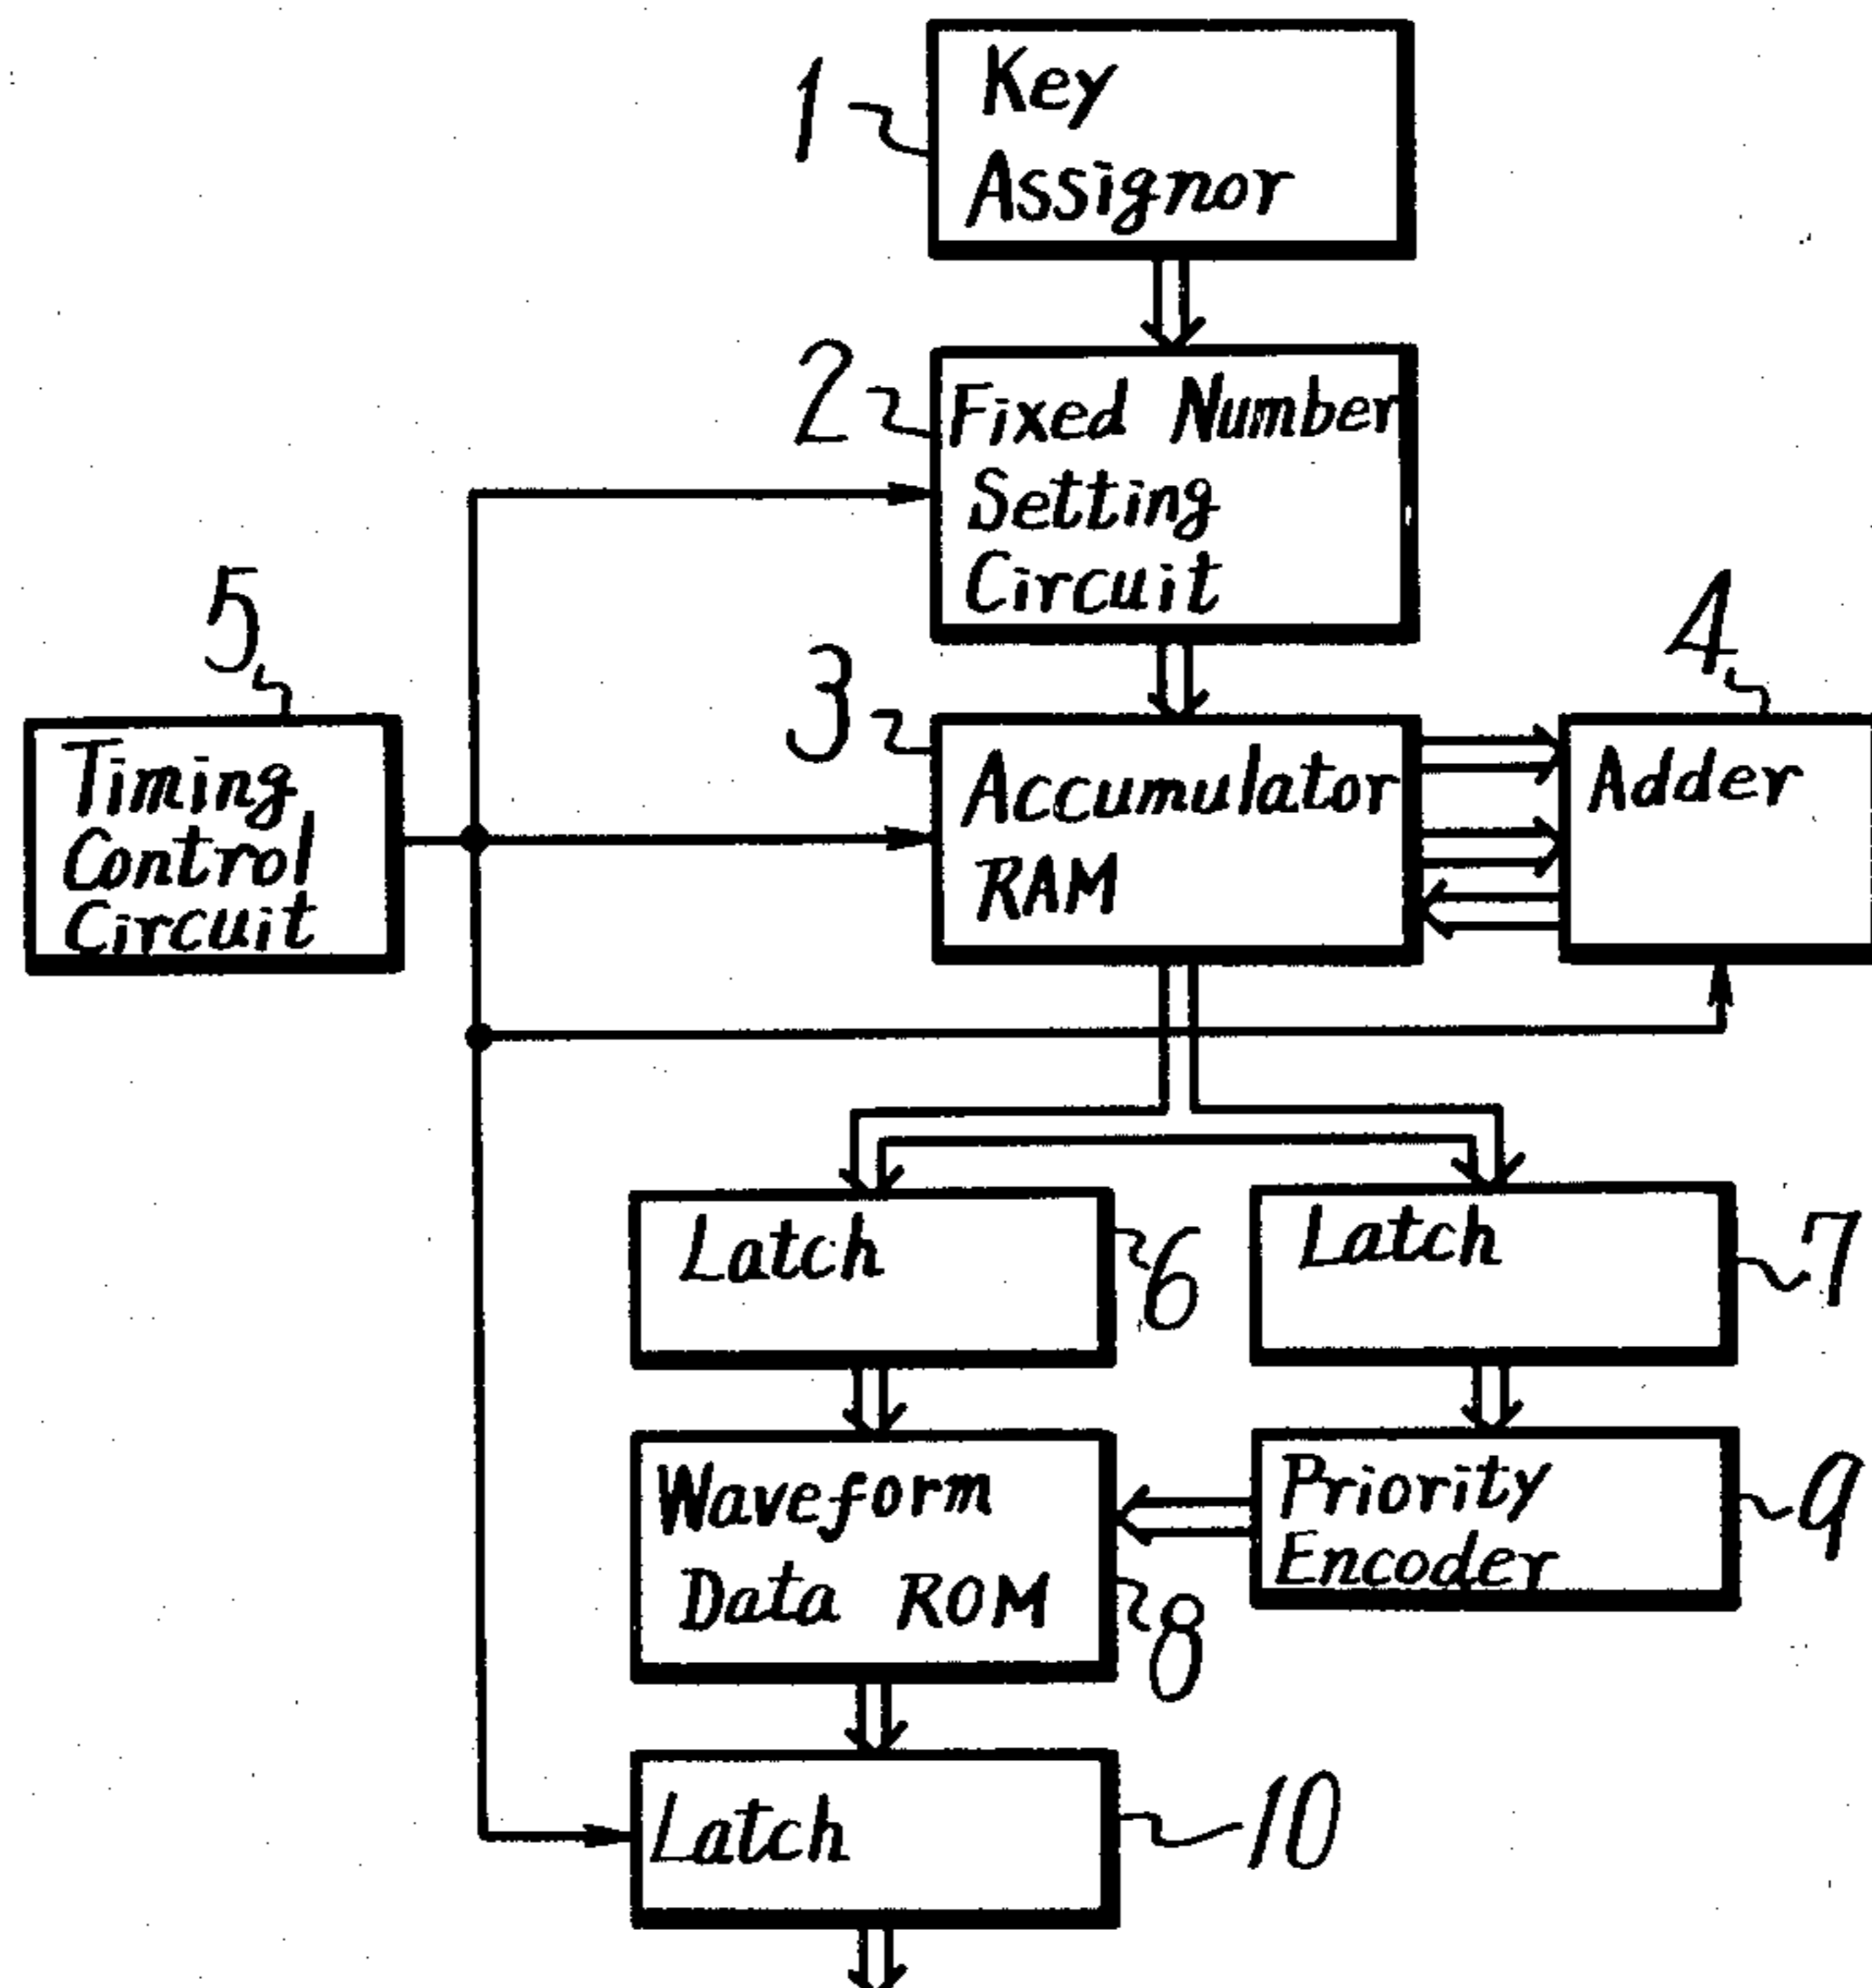 1
Key
Assignor
2
Fixed Number
Setting
Circuit
5
Timing
Control
Circuit
3
Accumulator
RAM
4
Adder
Latch
6
Latch
7
Waveform
Data ROM
8
Priority
Encoder
9
Latch
10